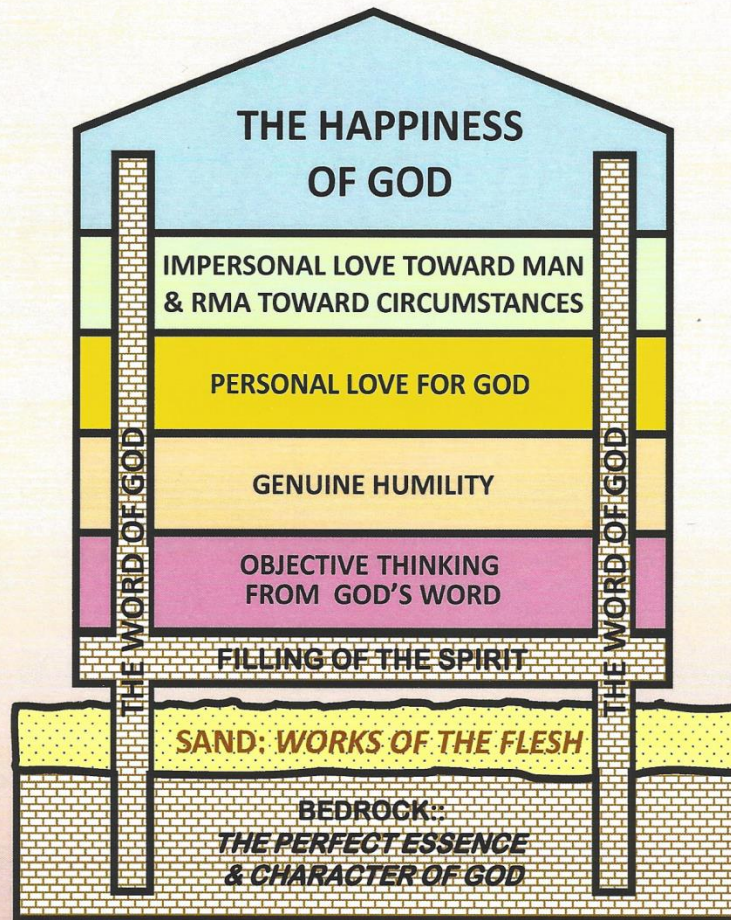 THE HAPPINESS
OF GOD
IMPERSONAL LOVE TOWARD MAN
& RMA TOWARD CIRCUMSTANCES
PERSONAL LOVE FOR GOD
GENUINE HUMILITY
OBJECTIVE THINKING
FROM GOD'S WORD
THE WORD OF GOD
THE WORD OF GOD
FILLING OF THE SPIRIT
SAND: WORKS OF THE FLESH
BEDROCK::
THE PERFECT ESSENCE
& CHARACTER OF GOD